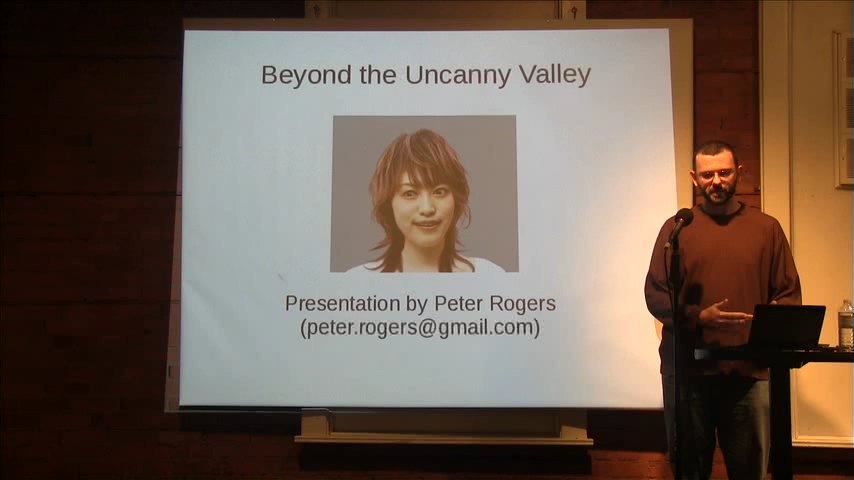 Beyond the Uncanny Valley
Presentation by Peter Rogers
(peter.rogers@gmail.com)